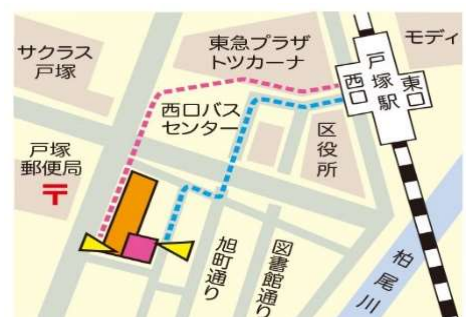 サクラス
戸塚
東急プラザ
トツカーナ
モディ
戸塚駅
西口
東口
西口バス
センター
区役所
戸塚
郵便局
〒
旭町通り
図書館通り
柏尾川